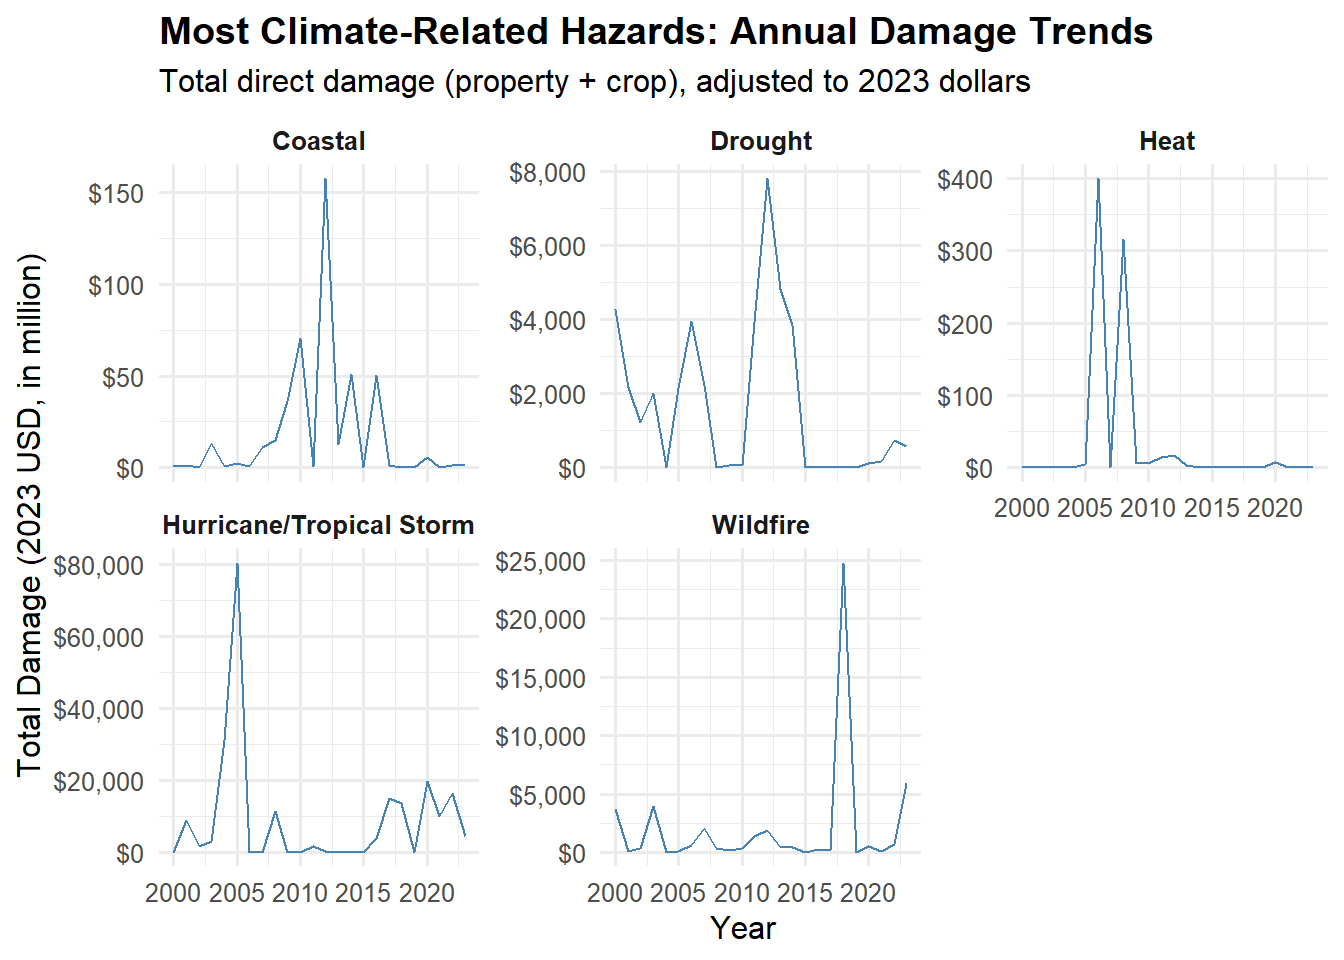 Most Climate-Related Hazards: Annual Damage Trends
Total direct damage (property + crop), adjusted to 2023 dollars
Total Damage (2023 USD, in million)
Coastal
$150
$100
$50
$0
Drought
$8,000
$6,000
$4,000
$2,000
$0
Heat
$400
$300
$200
$100
$0
2000 2005 2010 2015 2020
Hurricane/Tropical Storm
$80,000
$60,000
$40,000
$20,000
$0
2000 2005 2010 2015 2020
Wildfire
$25,000
$20,000
$15,000
$10,000
$5,000
$0
2000 2005 2010 2015 2020
Year